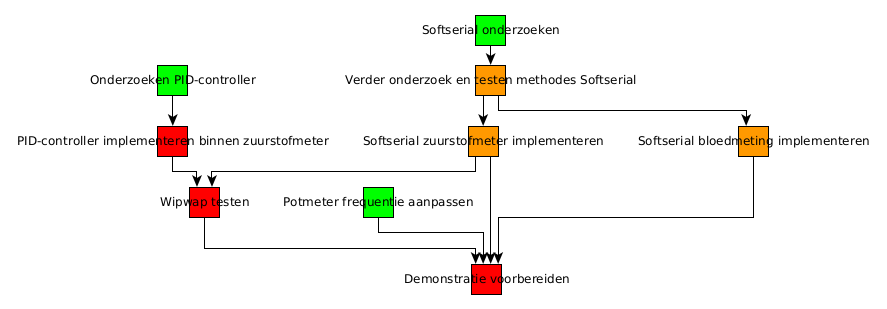 Softserial onderzoeken
Onderzoeken PID-controller
Verder onderzoek en testen methodes Softserial
PID-controller implementeren binnen zuurstofmeter
Softserial zuurstofmeter implementeren
Softserial bloedmeting implementeren
Wipwap testen
Potmeter frequentie aanpassen
Demonstratie voorbereiden